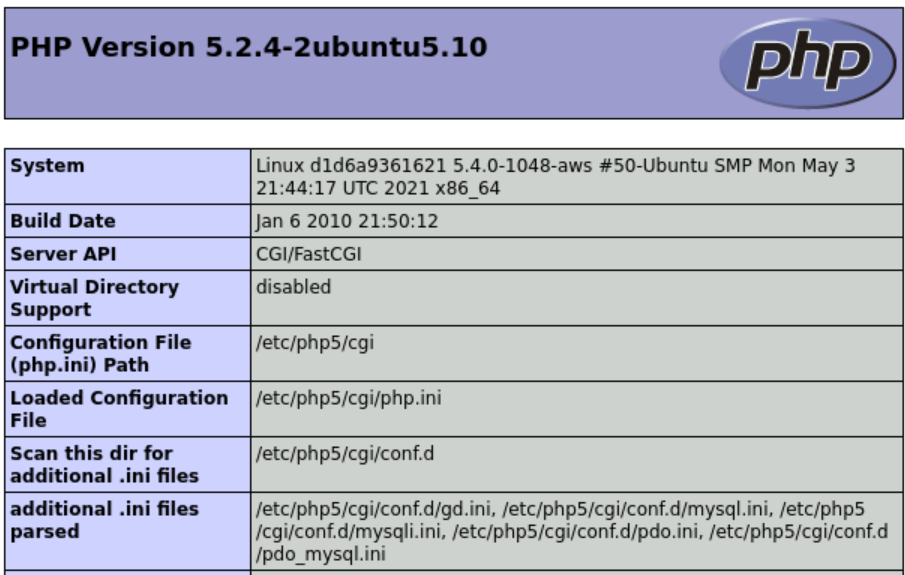 PHP Version 5.2.4-2ubuntu5.10
php
System
Linux d1d6a9361621 5.4.0-1048-aws #50-Ubuntu SMP Mon May 3
21:44:17 UTC 2021 x86_64
Build Date
Jan 6 2010 21:50:12
Server API
CGI/FastCGI
Virtual Directory
Support
disabled
Configuration File
(php.ini) Path
/etc/php5/cgi
Loaded Configuration
File
/etc/php5/cgi/php.ini
Scan this dir for
additional .ini files
/etc/php5/cgi/conf.d
additional .ini files
parsed
/etc/php5/cgi/conf.d/gd.ini, /etc/php5/cgi/conf.d/mysql.ini, /etc/php5
/cgi/conf.d/mysqli.ini, /etc/php5/cgi/conf.d/pdo.ini, /etc/php5/cgi/conf.d
/pdo_mysql.ini